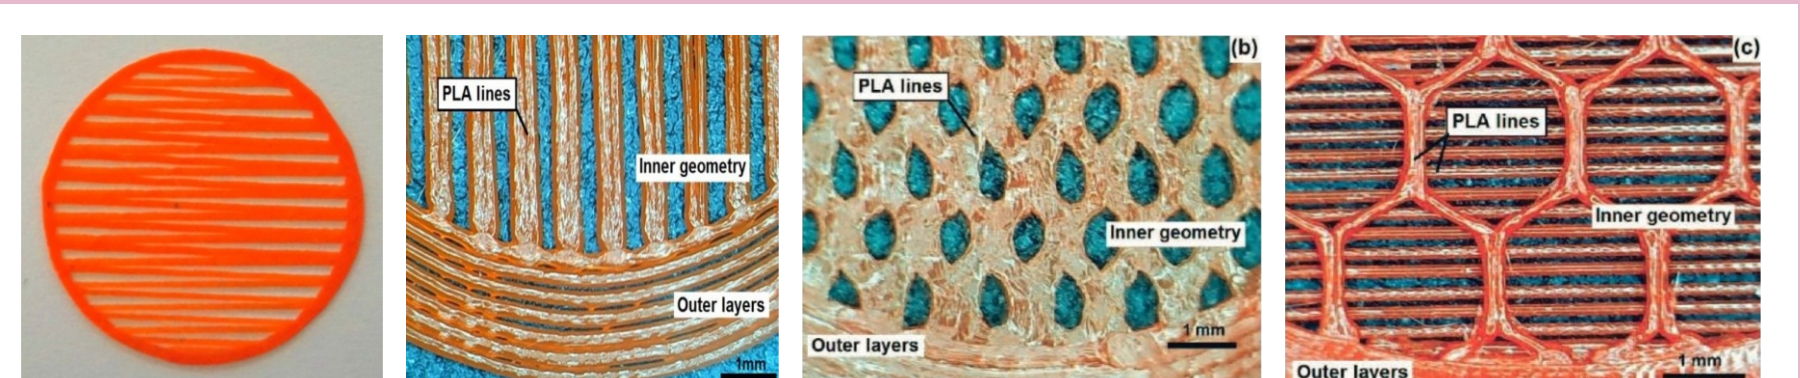 PLA lines
Inner geometry
Outer layers
1mm
(b)
PLA lines
Inner geometry
Outer layers
1 mm
(c)
PLA lines
Inner geometry
Outer layers
1 mm